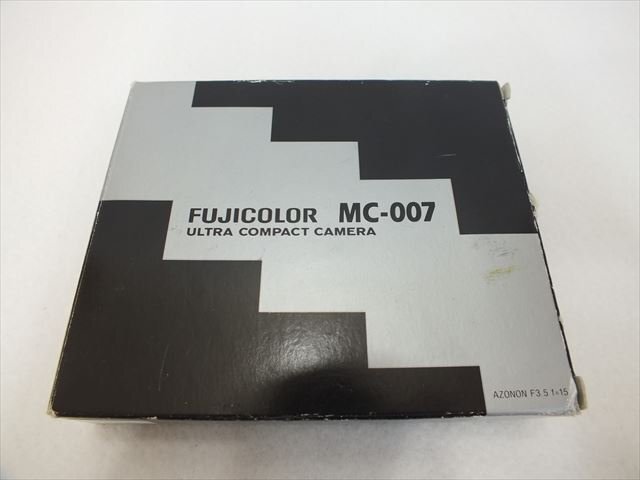 FUJICOLOR MC-007
ULTRA COMPACT CAMERA
AZONON F3.5 1=15